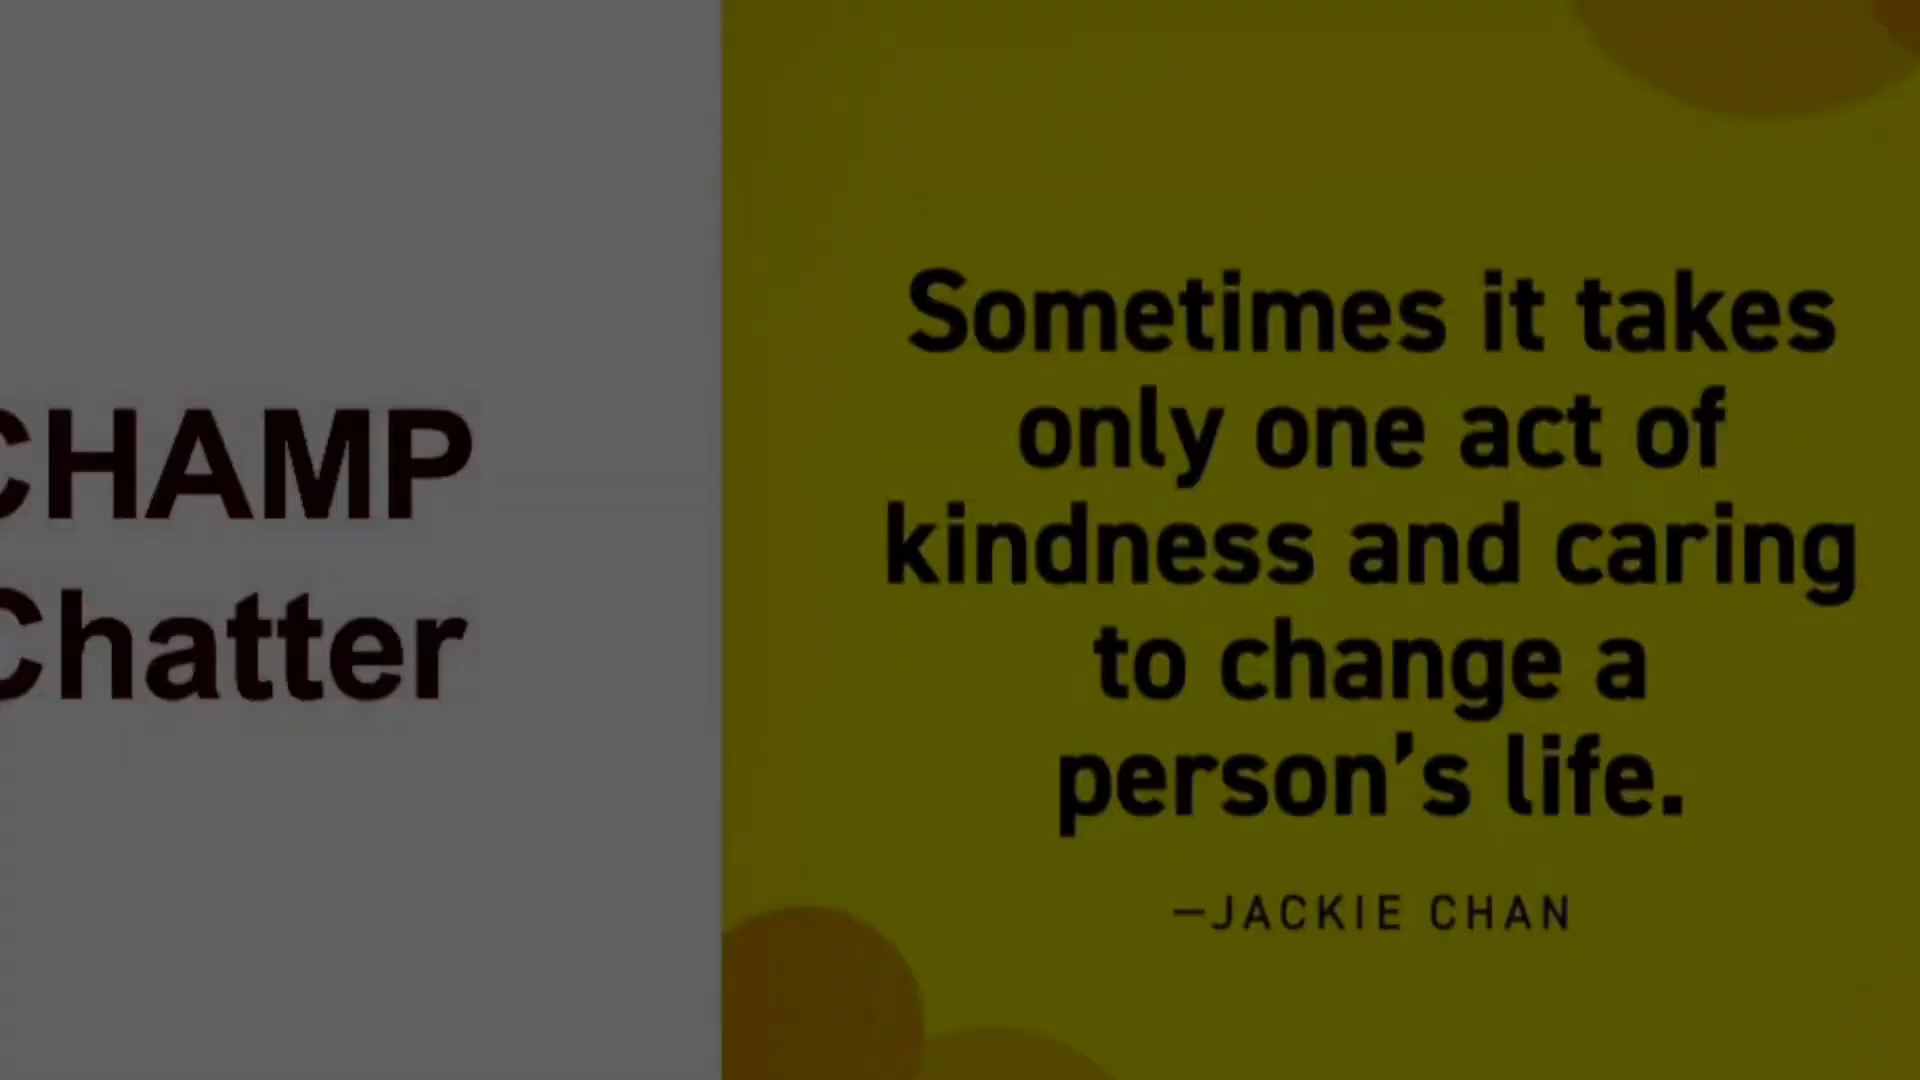 CHAMP
Chatter
Sometimes it takes
only one act of
kindness and caring
to change a
person's life.
—JACKIE CHAN